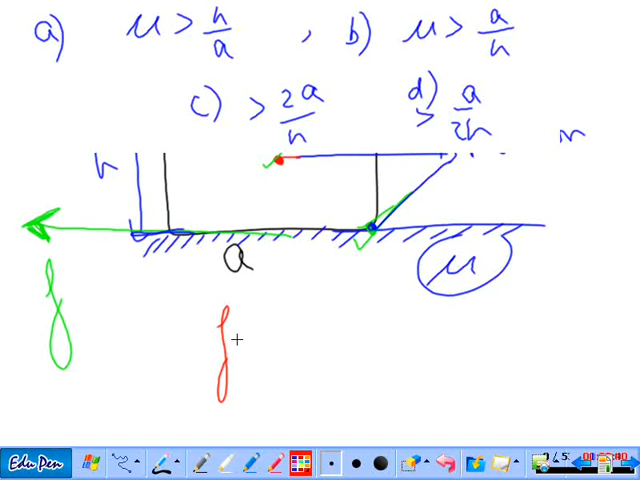 a) μ > h/a , b) μ > a/h
c) > 2a/h d) > a/2h
h
a
μ
f
f
Edu Pen